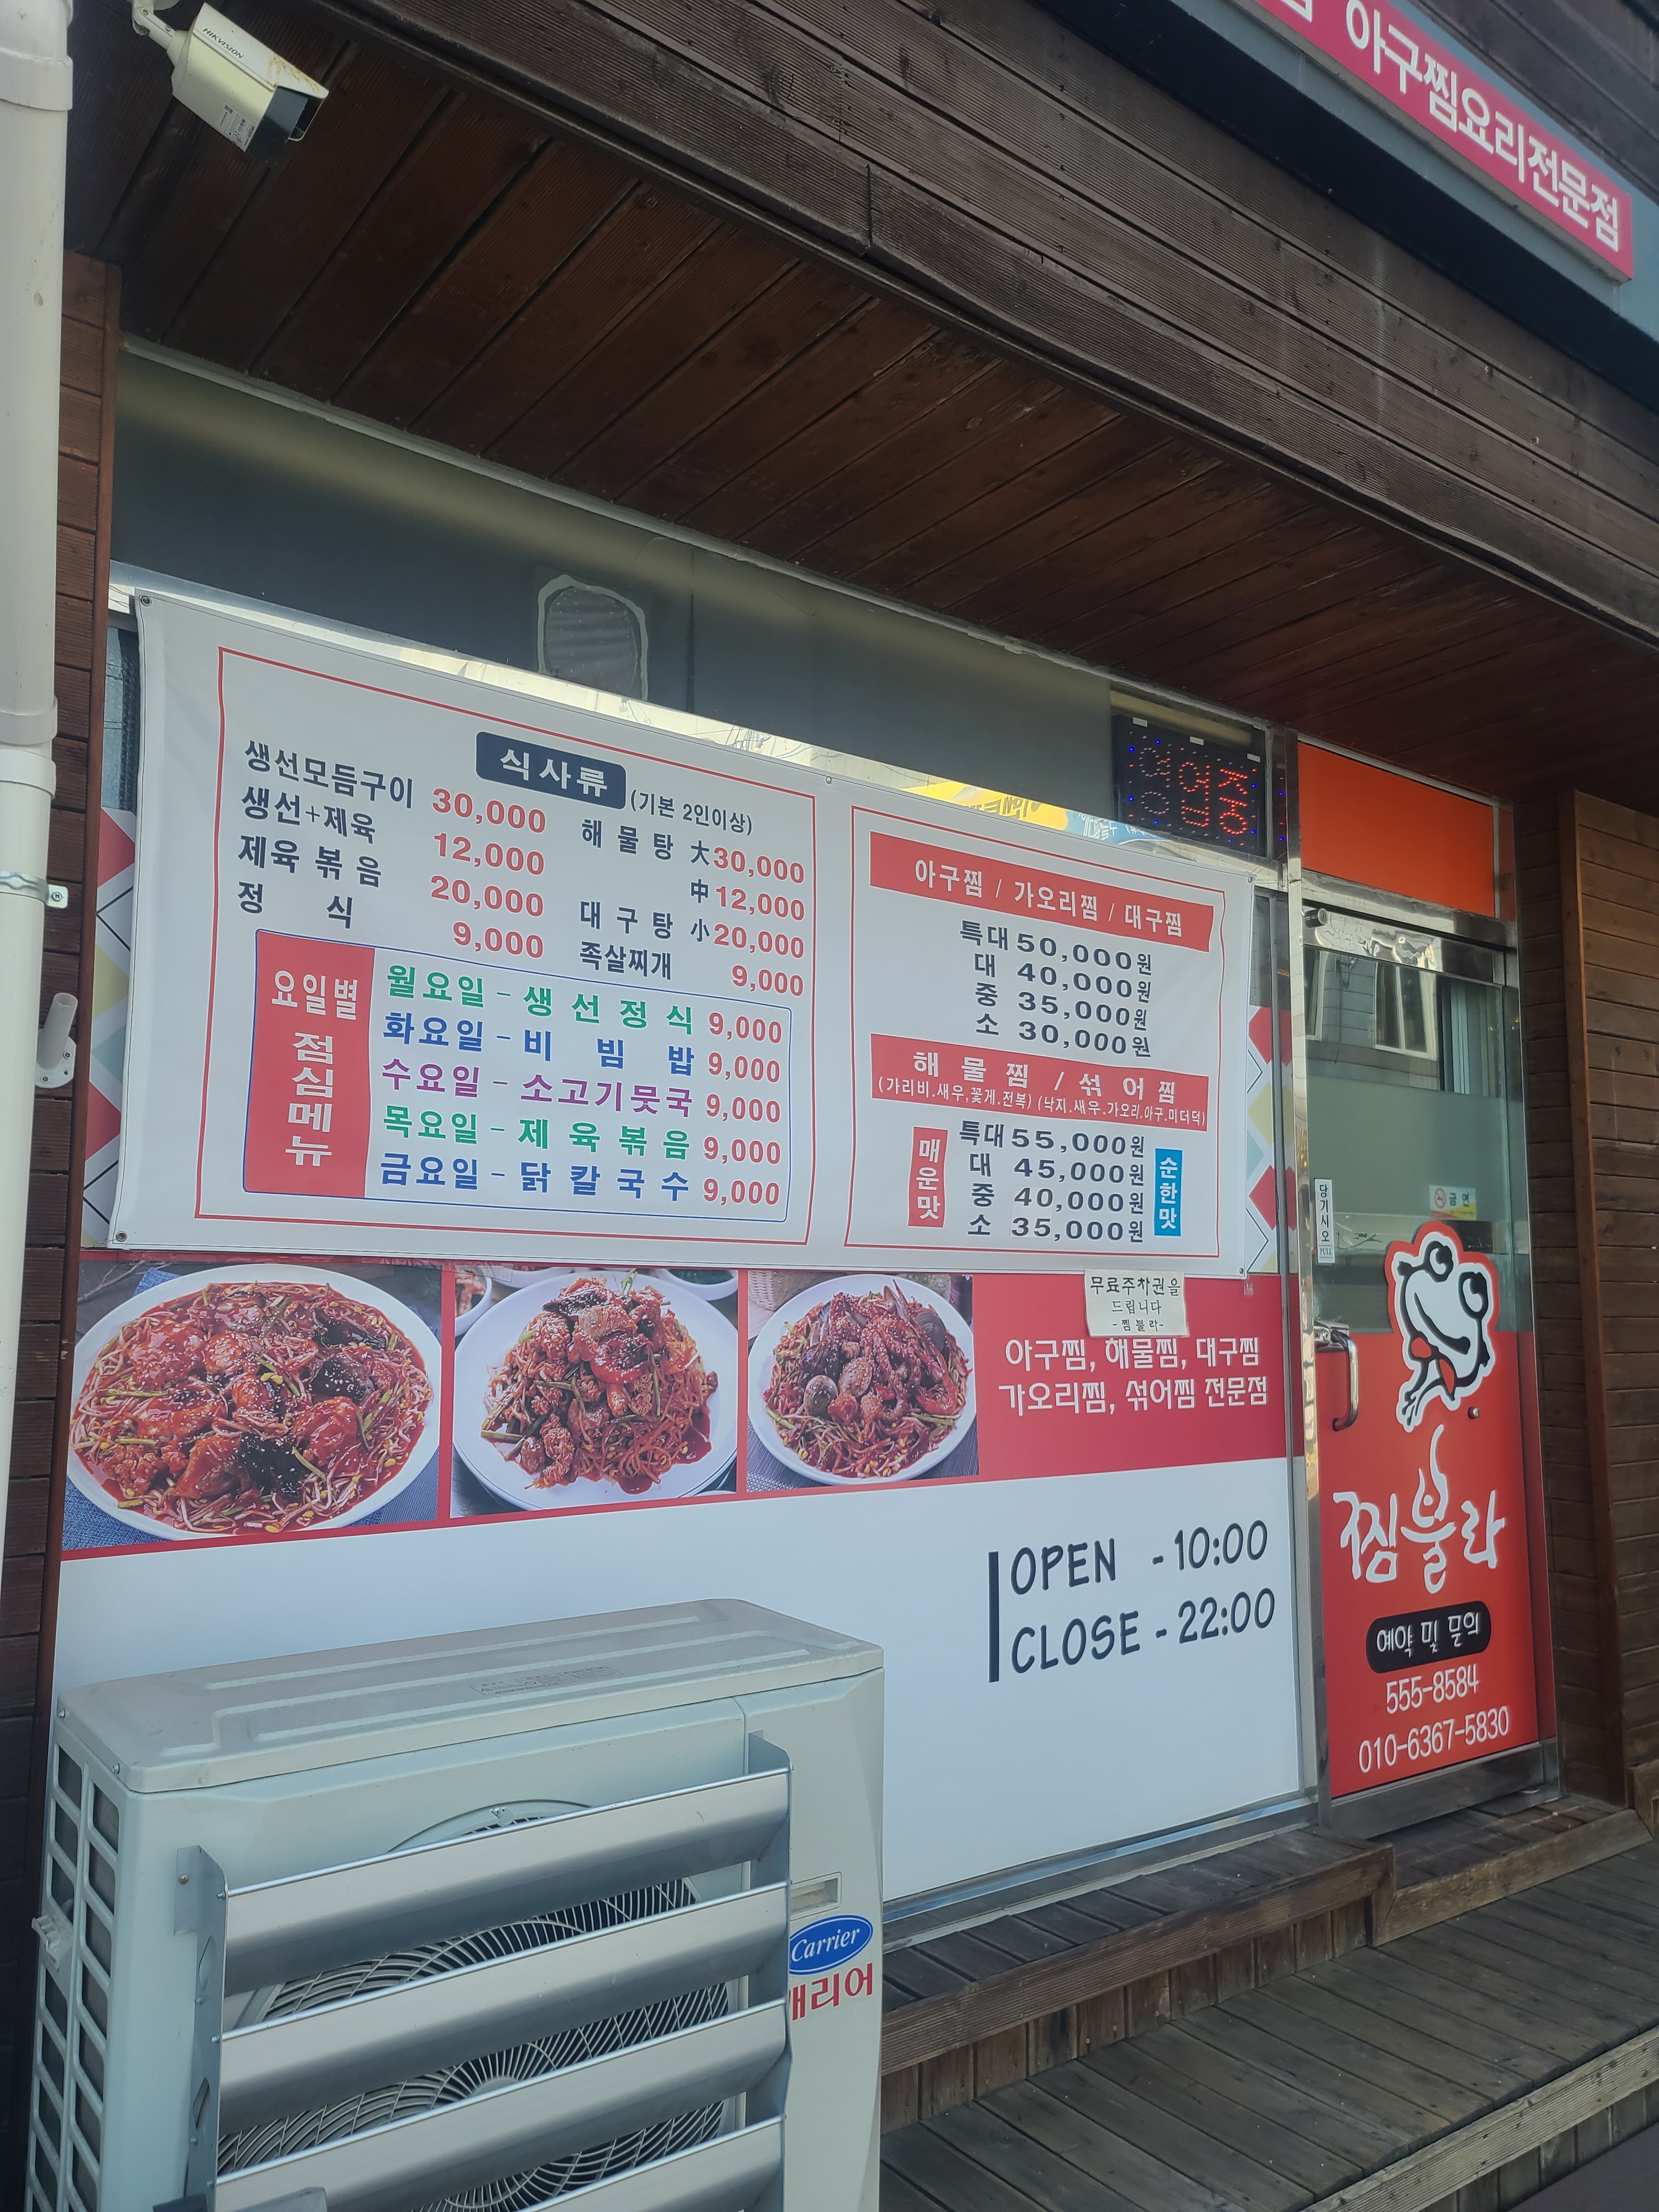 HIKVISION
아구찜요리전문점
영업중
식사류
(기본 2인이상)
생선모듬구이 30,000
생선+제육 12,000
제육볶음 20,000
정식 9,000
해물탕 大 30,000
中 12,000
대구탕 小 20,000
족살찌개 9,000
요일별
점심메뉴
월요일 - 생선정식 9,000
화요일 - 비빔밥 9,000
수요일 - 소고기뭇국 9,000
목요일 - 제육볶음 9,000
금요일 - 닭칼국수 9,000
아구찜 / 가오리찜 / 대구찜
특대 50,000원
대 40,000원
중 35,000원
소 30,000원
해물찜 / 섞어찜
(가리비.새우,꽃게.전복) (낙지.새우.가오리.아구.미더덕)
매운맛
특대 55,000원
대 45,000원
중 40,000원
소 35,000원
순한맛
무료주차권을
드립니다
-찜불라-
아구찜, 해물찜, 대구찜
가오리찜, 섞어찜 전문점
OPEN - 10:00
CLOSE - 22:00
당기시오
PULL
금연
찜불라
예약 및 문의
555-8584
010-6367-5830
Carrier
캐리어